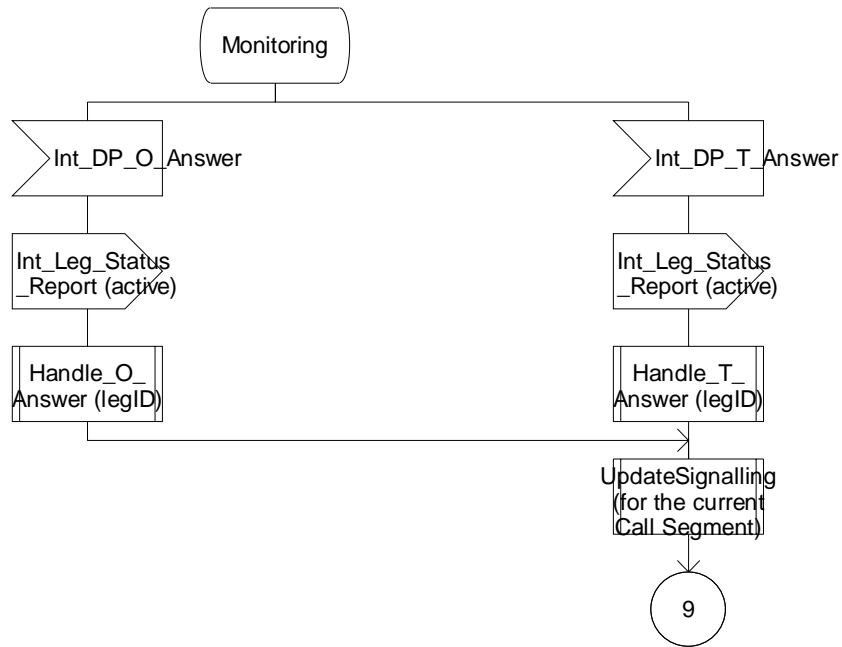 Monitoring
Int_DP_O_Answer
Int_DP_T_Answer
Int_Leg_Status
_Report (active)
Int_Leg_Status
_Report (active)
Handle_O_
Answer (legID)
Handle_T_
Answer (legID)
UpdateSignalling
(for the current
Call Segment)
9